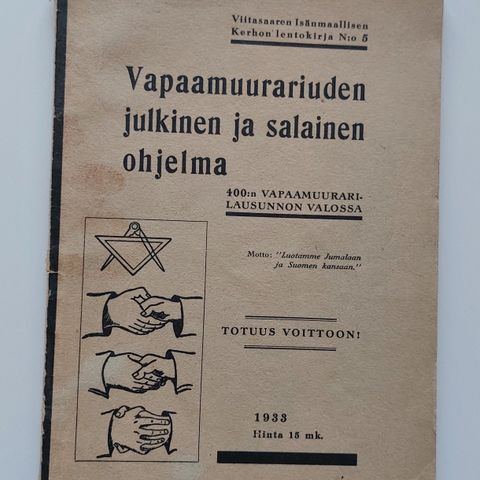 Viitasaaren Isänmaallisen
Kerhon lentokirja N:o 5
Vapaamuurariuden
julkinen ja salainen
ohjelma
400:n VAPAAMUURARI-
LAUSUNNON VALOSSA
Motto: "Luotamme Jumalaan
ja Suomen kansaan."
TOTUUS VOITTOON!
1933
Hinta 15 mk.